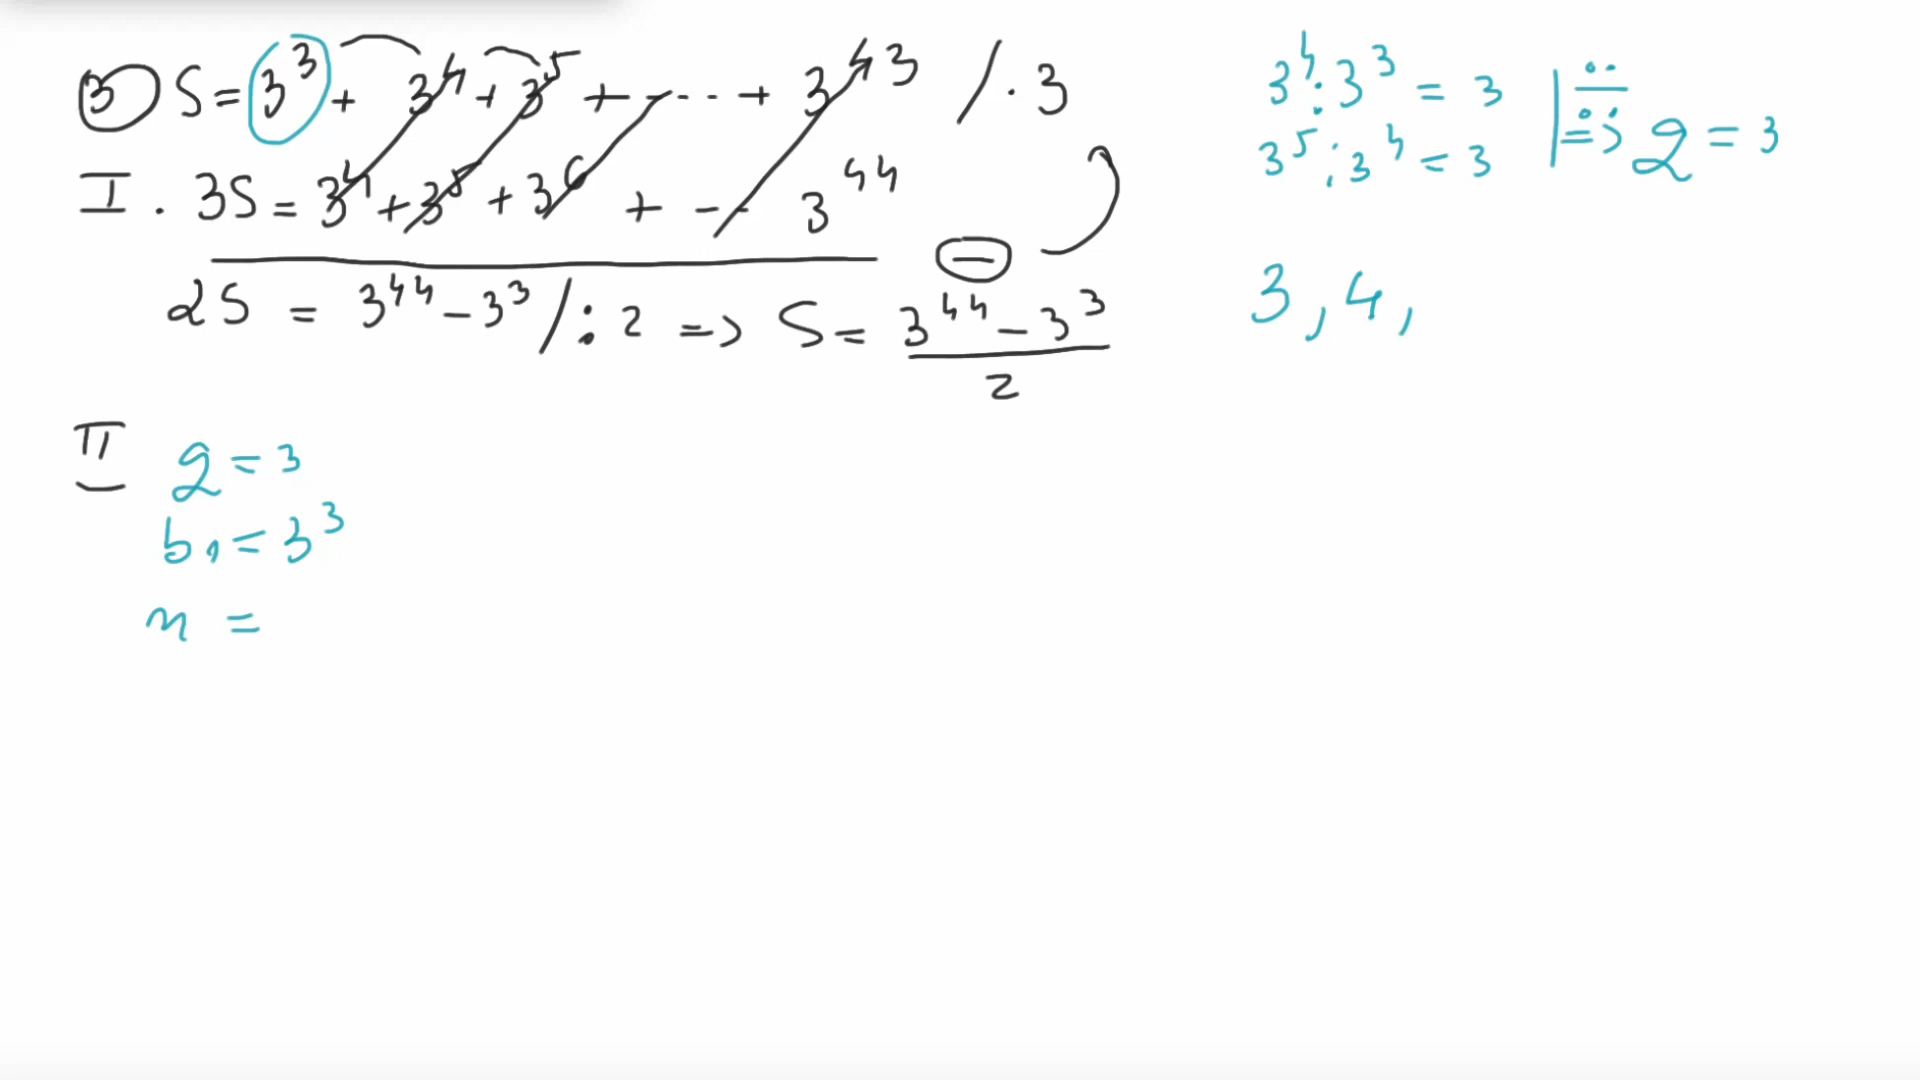 ③ S = 3³ + 3⁴ + 3⁵ + ---- + 3⁴³ / · 3
I . 3S = 3⁴ + 3⁵ + 3⁶ + --- 3⁴⁴
2S = 3⁴⁴ - 3³ / : 2 => S = (3⁴⁴ - 3³)/2
II q = 3
b₁ = 3³
n =
3⁴ : 3³ = 3
3⁵ : 3⁴ = 3
÷ => q = 3
3, 4,